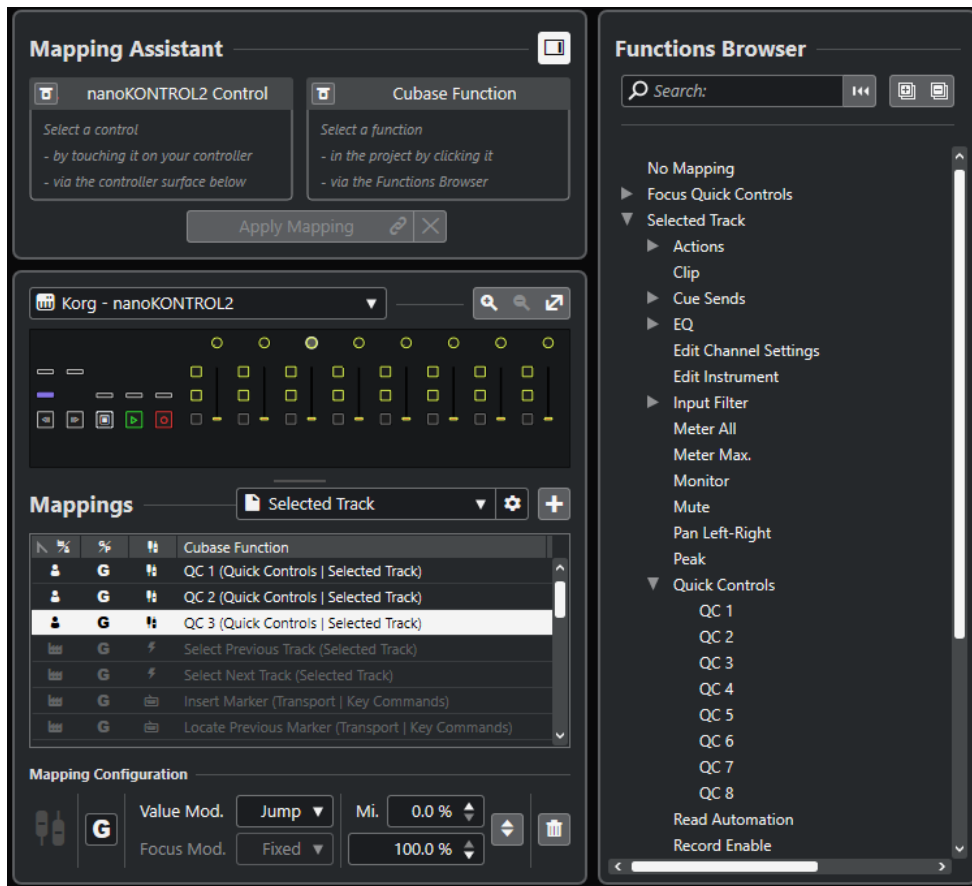 Mapping Assistant
nanoKONTROL2 Control
Select a control
- by touching it on your controller
- via the controller surface below
Cubase Function
Select a function
- in the project by clicking it
- via the Functions Browser
Apply Mapping
Korg - nanoKONTROL2
Mappings
Selected Track
Cubase Function
G QC 1 (Quick Controls | Selected Track)
G QC 2 (Quick Controls | Selected Track)
G QC 3 (Quick Controls | Selected Track)
G Select Previous Track (Selected Track)
G Select Next Track (Selected Track)
G Insert Marker (Transport | Key Commands)
G Locate Previous Marker (Transport | Key Commands)
Mapping Configuration
G
Value Mod. Jump Mi. 0.0 %
Focus Mod. Fixed 100.0 %
Functions Browser
Search:
No Mapping
Focus Quick Controls
Selected Track
Actions
Clip
Cue Sends
EQ
Edit Channel Settings
Edit Instrument
Input Filter
Meter All
Meter Max.
Monitor
Mute
Pan Left-Right
Peak
Quick Controls
QC 1
QC 2
QC 3
QC 4
QC 5
QC 6
QC 7
QC 8
Read Automation
Record Enable